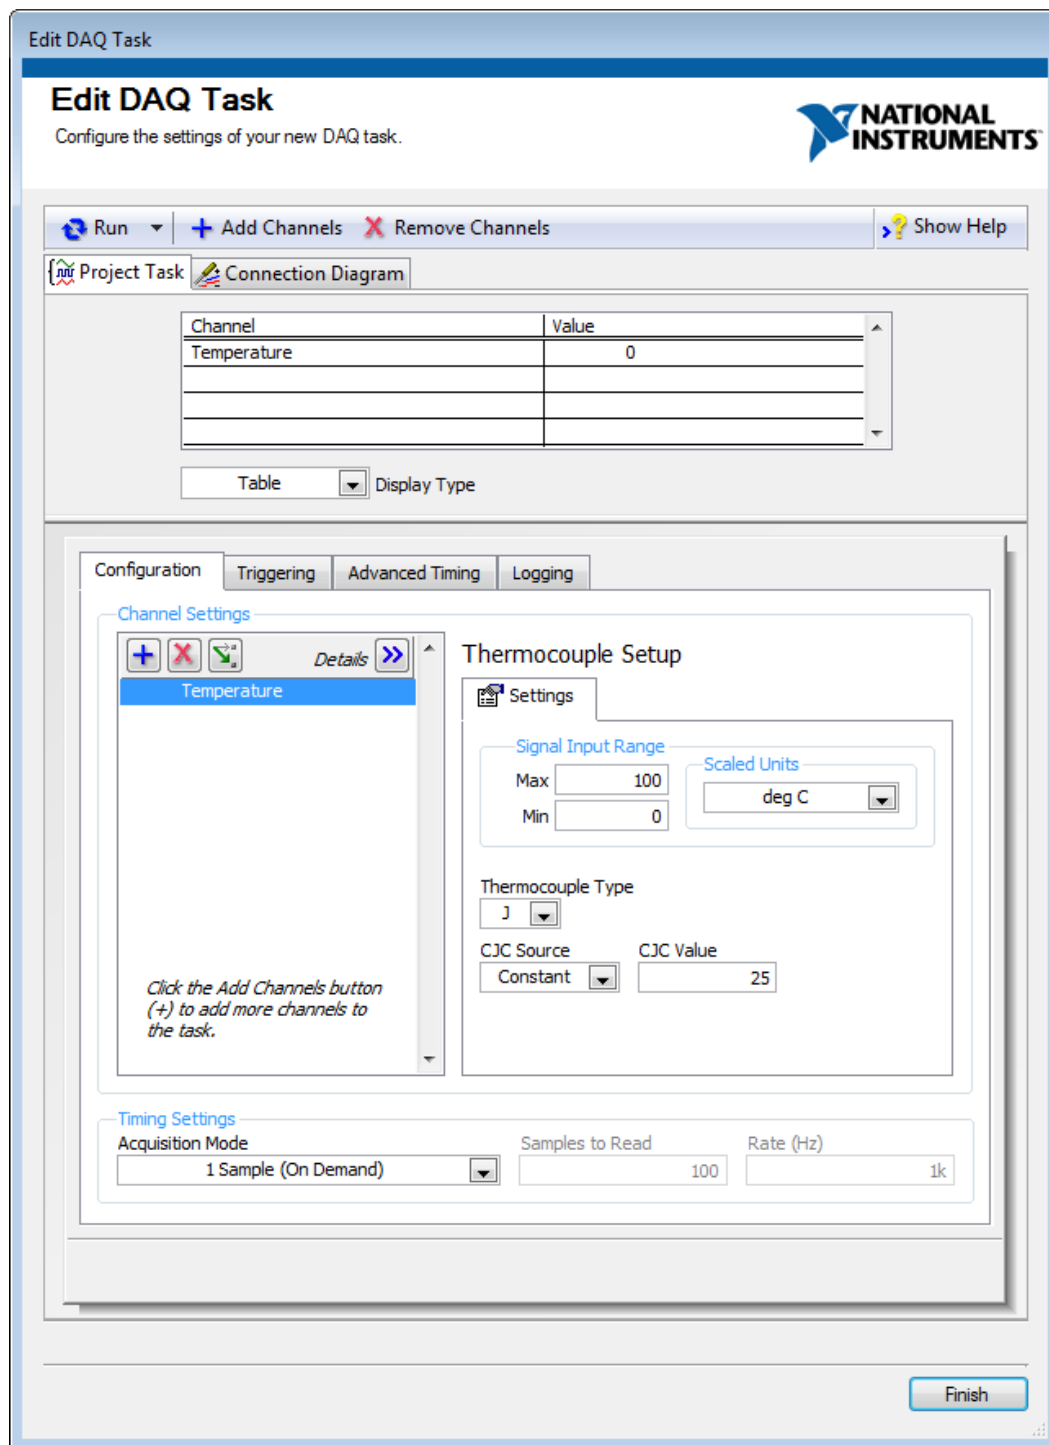 Edit DAQ Task
Edit DAQ Task
Configure the settings of your new DAQ task.
NATIONAL
INSTRUMENTS
Run Add Channels Remove Channels Show Help
Project Task Connection Diagram
Channel Value
Temperature 0
Table Display Type
Configuration Triggering Advanced Timing Logging
Channel Settings
Details
Temperature
Click the Add Channels button
(+) to add more channels to
the task.
Thermocouple Setup
Settings
Signal Input Range
Max 100
Min 0
Scaled Units
deg C
Thermocouple Type
J
CJC Source CJC Value
Constant 25
Timing Settings
Acquisition Mode Samples to Read Rate (Hz)
1 Sample (On Demand) 100 1k
Finish